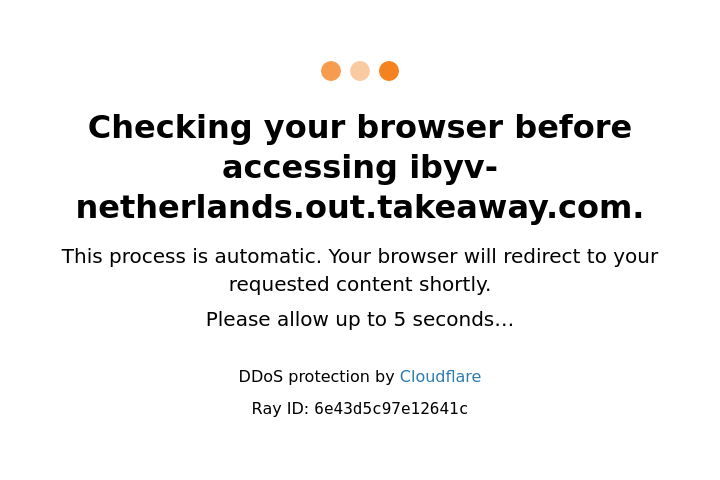 Checking your browser before
accessing ibyv-
netherlands.out.takeaway.com.
This process is automatic. Your browser will redirect to your
requested content shortly.
Please allow up to 5 seconds…
DDoS protection by Cloudflare
Ray ID: 6e43d5c97e12641c